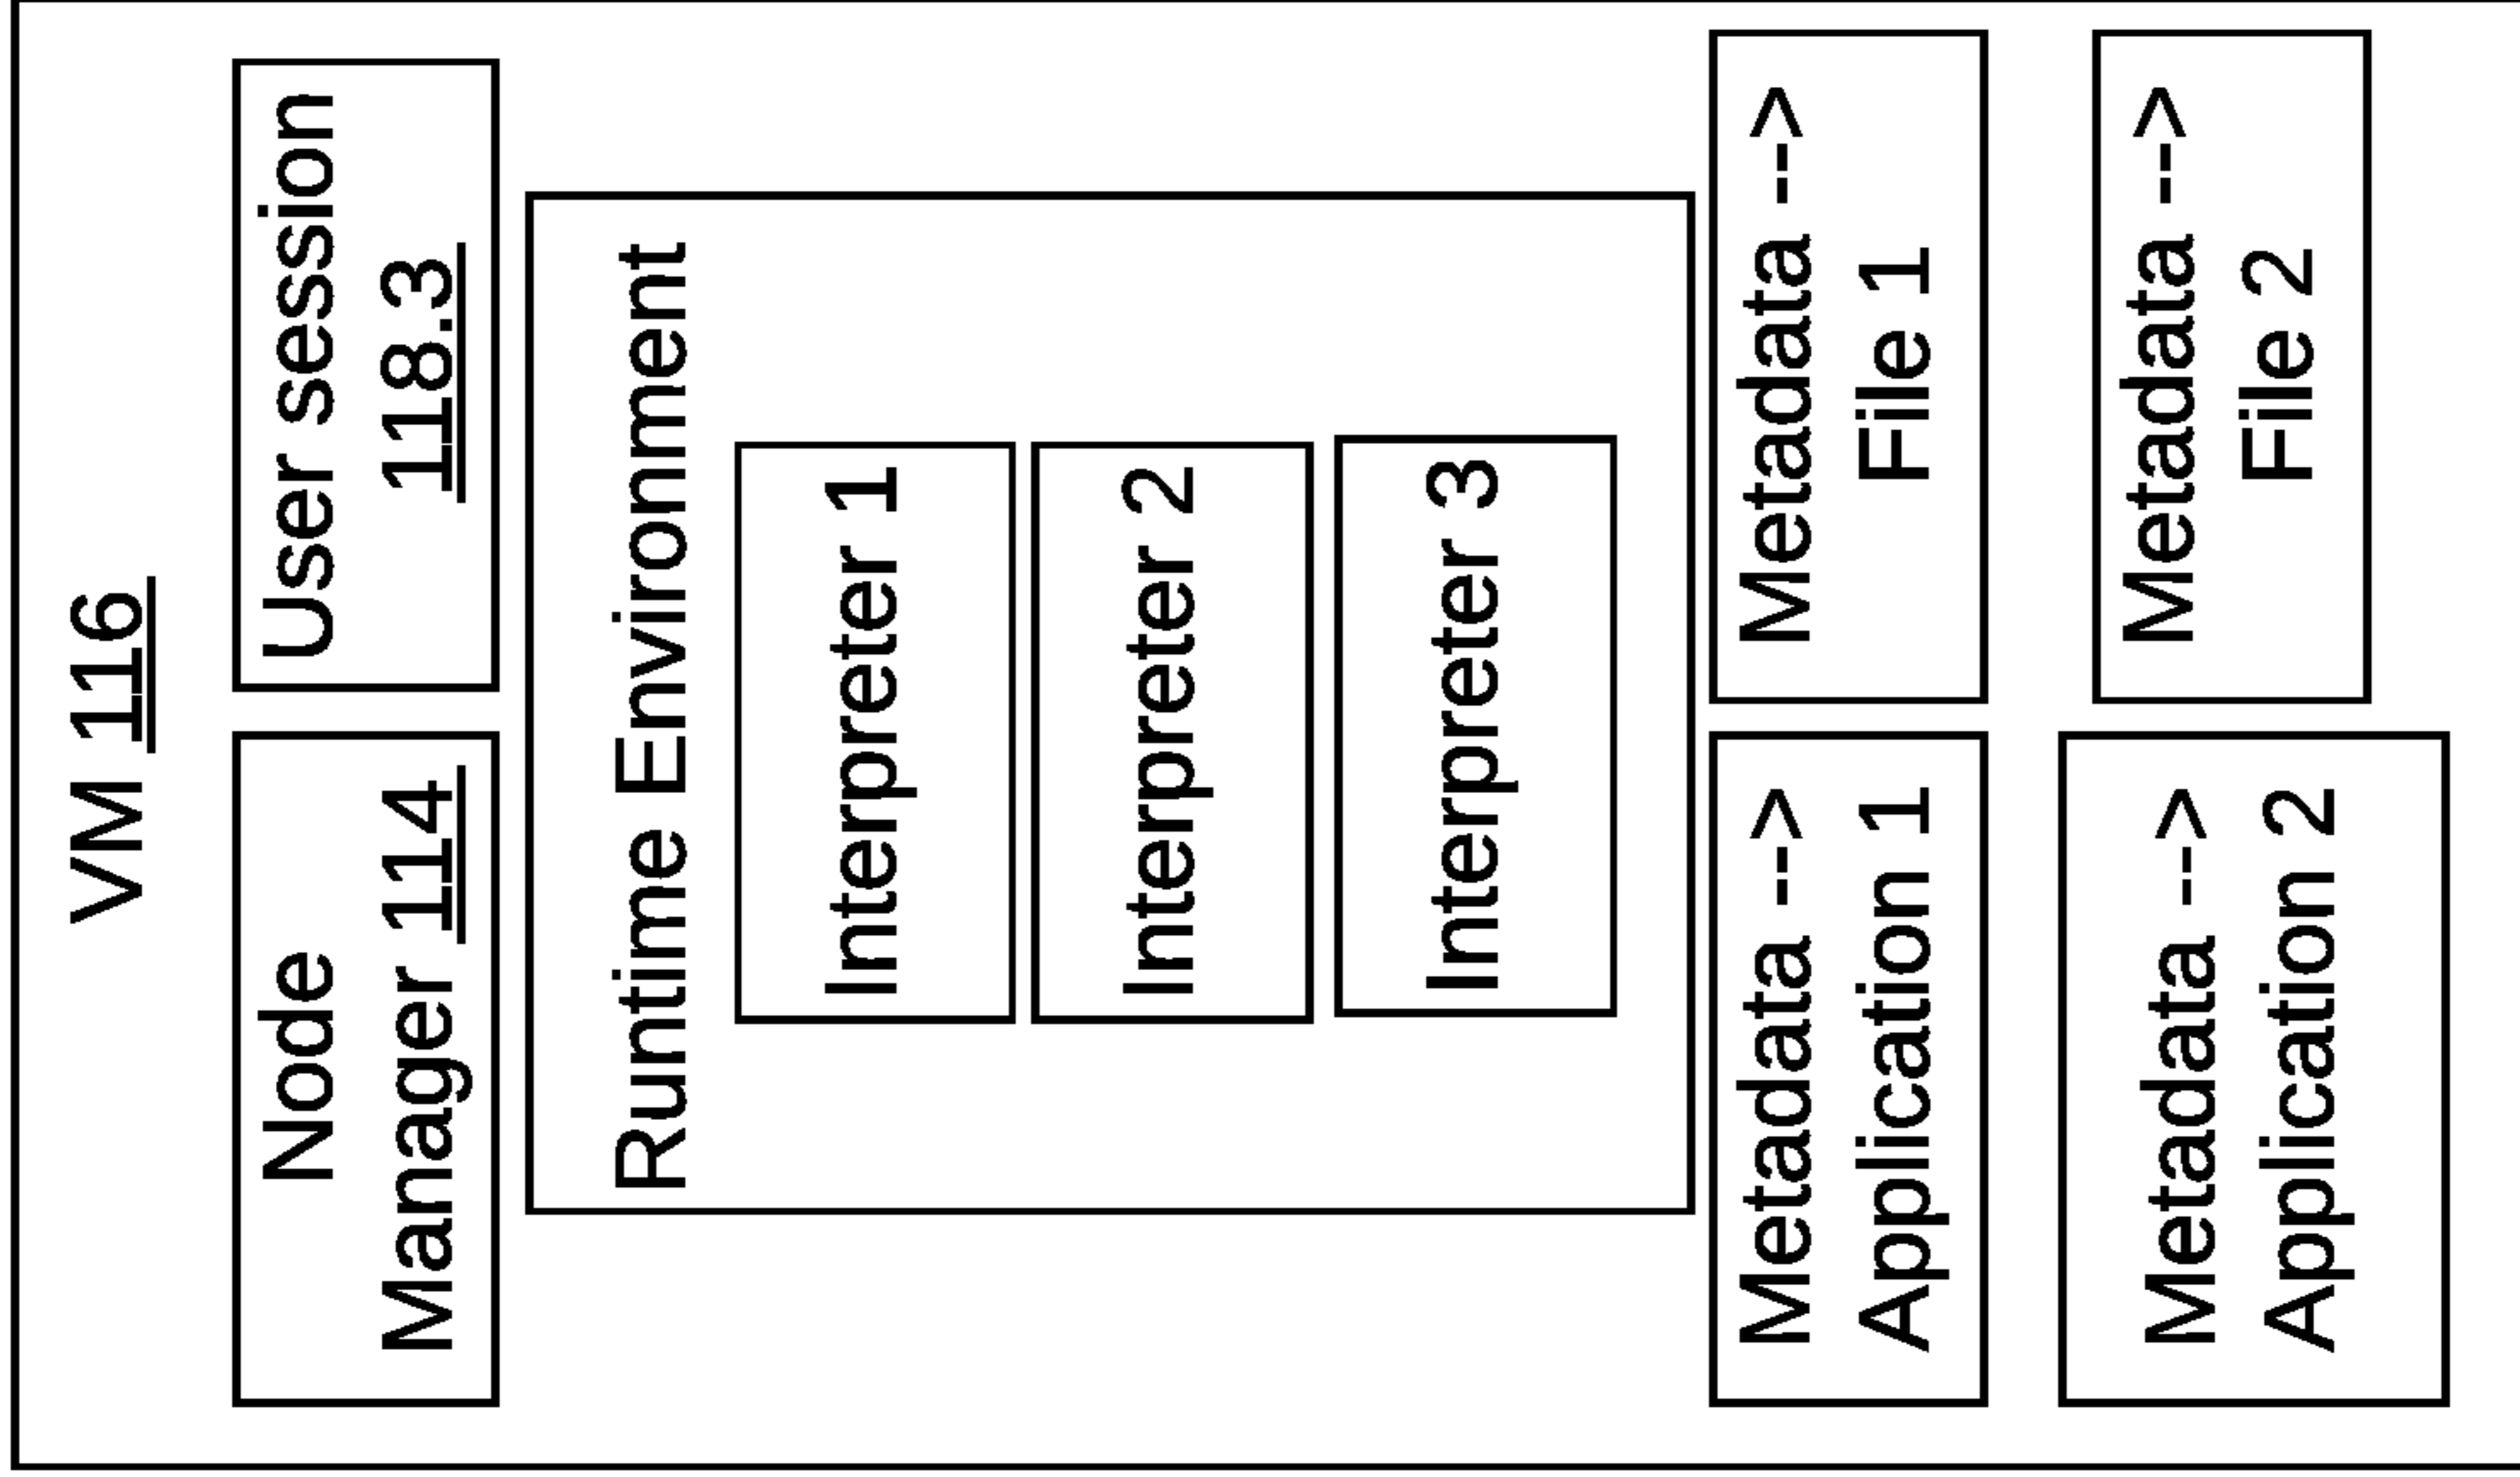 VM 116
Node
Manager 114
User session
118.3
Runtime Environment
Interpreter 1
Interpreter 2
Interpreter 3
Metadata -->
Application 1
Metadata -->
File 1
Metadata -->
Application 2
Metadata -->
File 2